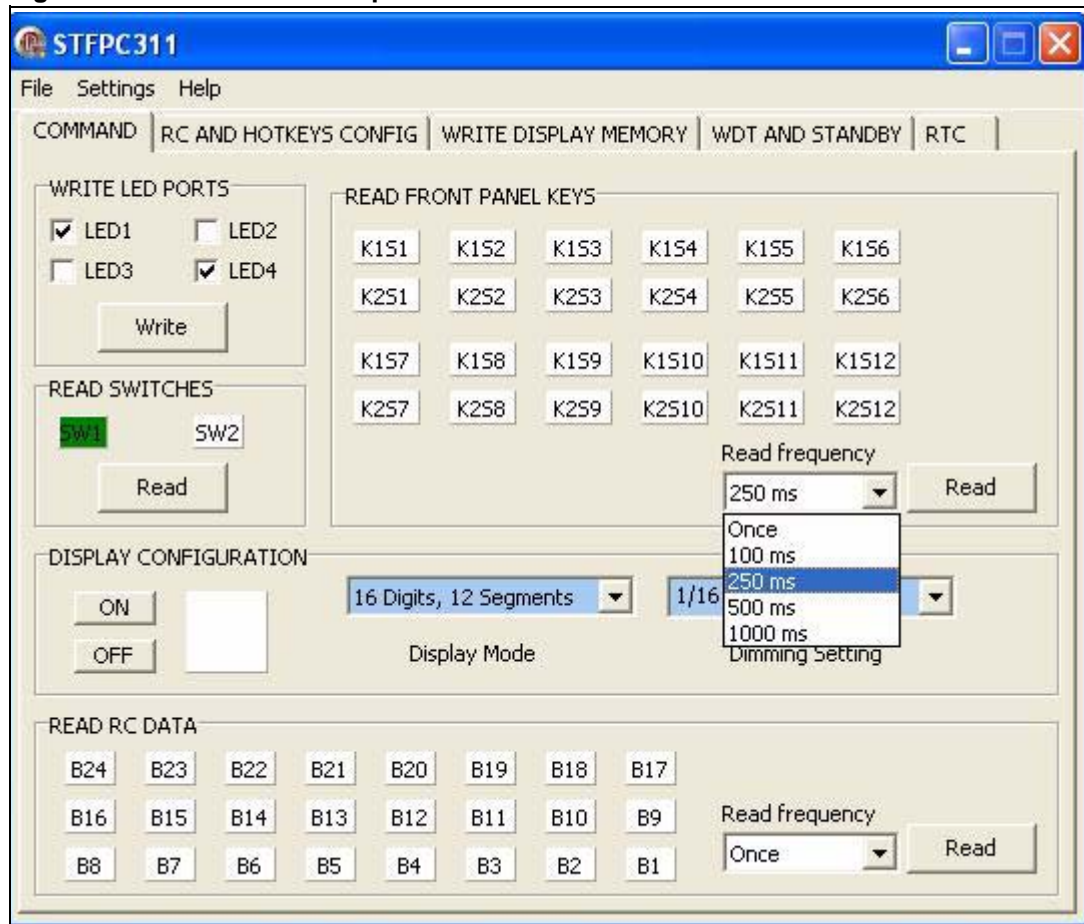 STFPC311
File Settings Help
COMMAND RC AND HOTKEYS CONFIG WRITE DISPLAY MEMORY WDT AND STANDBY RTC
WRITE LED PORTS
LED1 LED2
LED3 LED4
Write
READ FRONT PANEL KEYS
K1S1 K1S2 K1S3 K1S4 K1S5 K1S6
K2S1 K2S2 K2S3 K2S4 K2S5 K2S6
K1S7 K1S8 K1S9 K1S10 K1S11 K1S12
K2S7 K2S8 K2S9 K2S10 K2S11 K2S12
Read frequency
250 ms Read
Once
100 ms
250 ms
500 ms
1000 ms
READ SWITCHES
SW1 SW2
Read
DISPLAY CONFIGURATION
ON
OFF
16 Digits, 12 Segments 1/16
Display Mode Dimming Setting
READ RC DATA
B24 B23 B22 B21 B20 B19 B18 B17
B16 B15 B14 B13 B12 B11 B10 B9
B8 B7 B6 B5 B4 B3 B2 B1
Read frequency
Once Read